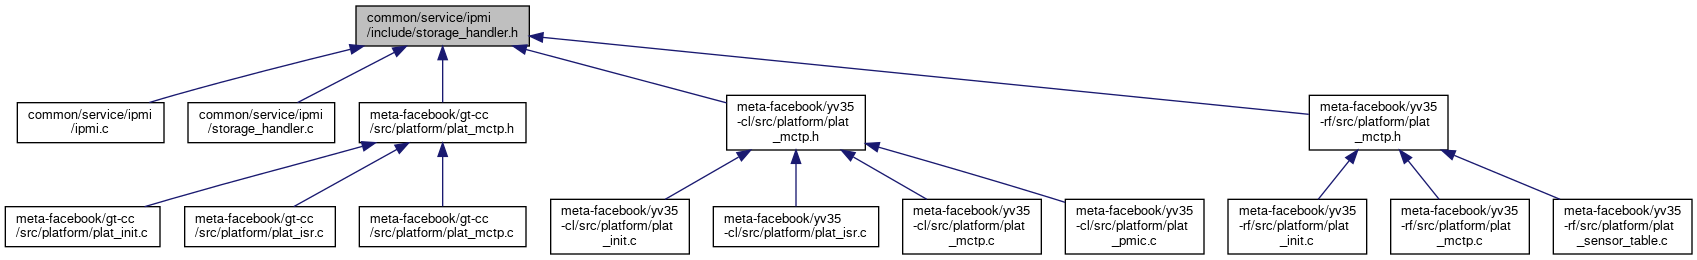 common/service/ipmi
/include/storage_handler.h
common/service/ipmi
/ipmi.c
common/service/ipmi
/storage_handler.c
meta-facebook/gt-cc
/src/platform/plat_mctp.h
meta-facebook/yv35
-cl/src/platform/plat
_mctp.h
meta-facebook/yv35
-rf/src/platform/plat
_mctp.h
meta-facebook/gt-cc
/src/platform/plat_init.c
meta-facebook/gt-cc
/src/platform/plat_isr.c
meta-facebook/gt-cc
/src/platform/plat_mctp.c
meta-facebook/yv35
-cl/src/platform/plat
_init.c
meta-facebook/yv35
-cl/src/platform/plat_isr.c
meta-facebook/yv35
-cl/src/platform/plat
_mctp.c
meta-facebook/yv35
-cl/src/platform/plat
_pmic.c
meta-facebook/yv35
-rf/src/platform/plat
_init.c
meta-facebook/yv35
-rf/src/platform/plat
_mctp.c
meta-facebook/yv35
-rf/src/platform/plat
_sensor_table.c